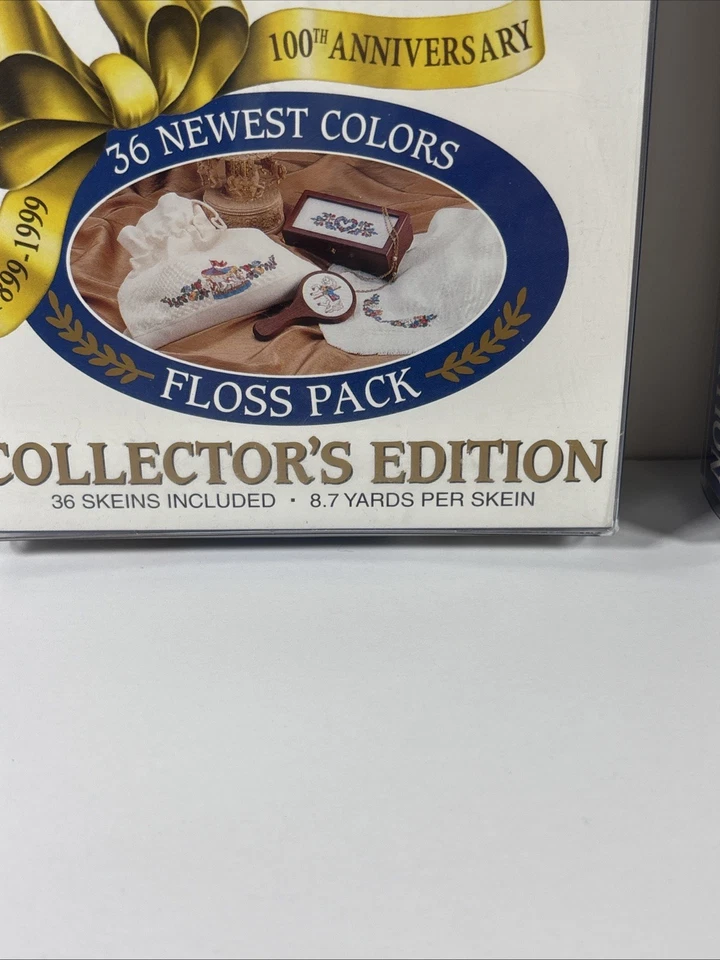 100TH ANNIVERSARY
36 NEWEST COLORS
899-1999
FLOSS PACK
COLLECTOR'S EDITION
36 SKEINS INCLUDED · 8.7 YARDS PER SKEIN